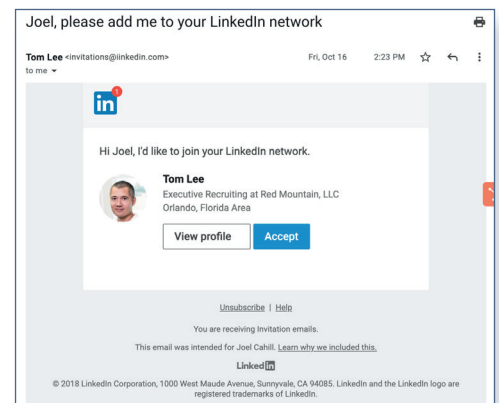 Joel, please add me to your LinkedIn network
Tom Lee <invitations@iinkedin.com> Fri, Oct 16 2:23 PM
to me
in 1
Hi Joel, I'd like to join your LinkedIn network.
Tom Lee
Executive Recruiting at Red Mountain, LLC
Orlando, Florida Area
View profile Accept
Unsubscribe | Help
You are receiving Invitation emails.
This email was intended for Joel Cahill. Learn why we included this.
Linked in
© 2018 LinkedIn Corporation, 1000 West Maude Avenue, Sunnyvale, CA 94085. LinkedIn and the LinkedIn logo are
registered trademarks of LinkedIn.